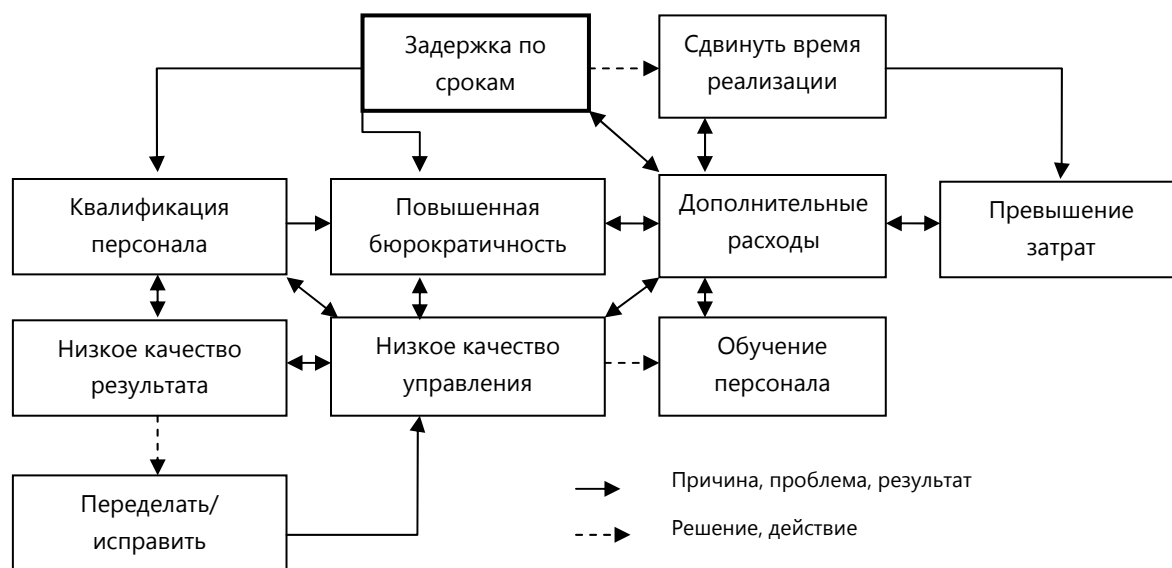 Задержка по
срокам
Сдвинуть время
реализации
Квалификация
персонала
Повышенная
бюрократичность
Дополнительные
расходы
Превышение
затрат
Низкое качество
результата
Низкое качество
управления
Обучение
персонала
Переделать/
исправить
Причина, проблема, результат
Решение, действие